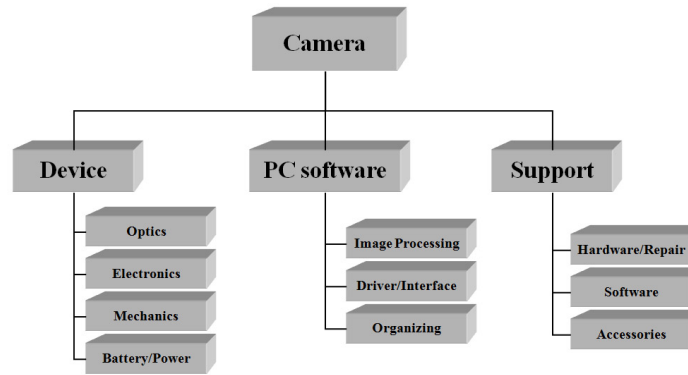 Camera
Device
PC software
Support
Optics
Electronics
Mechanics
Battery/Power
Image Processing
Driver/Interface
Organizing
Hardware/Repair
Software
Accessories